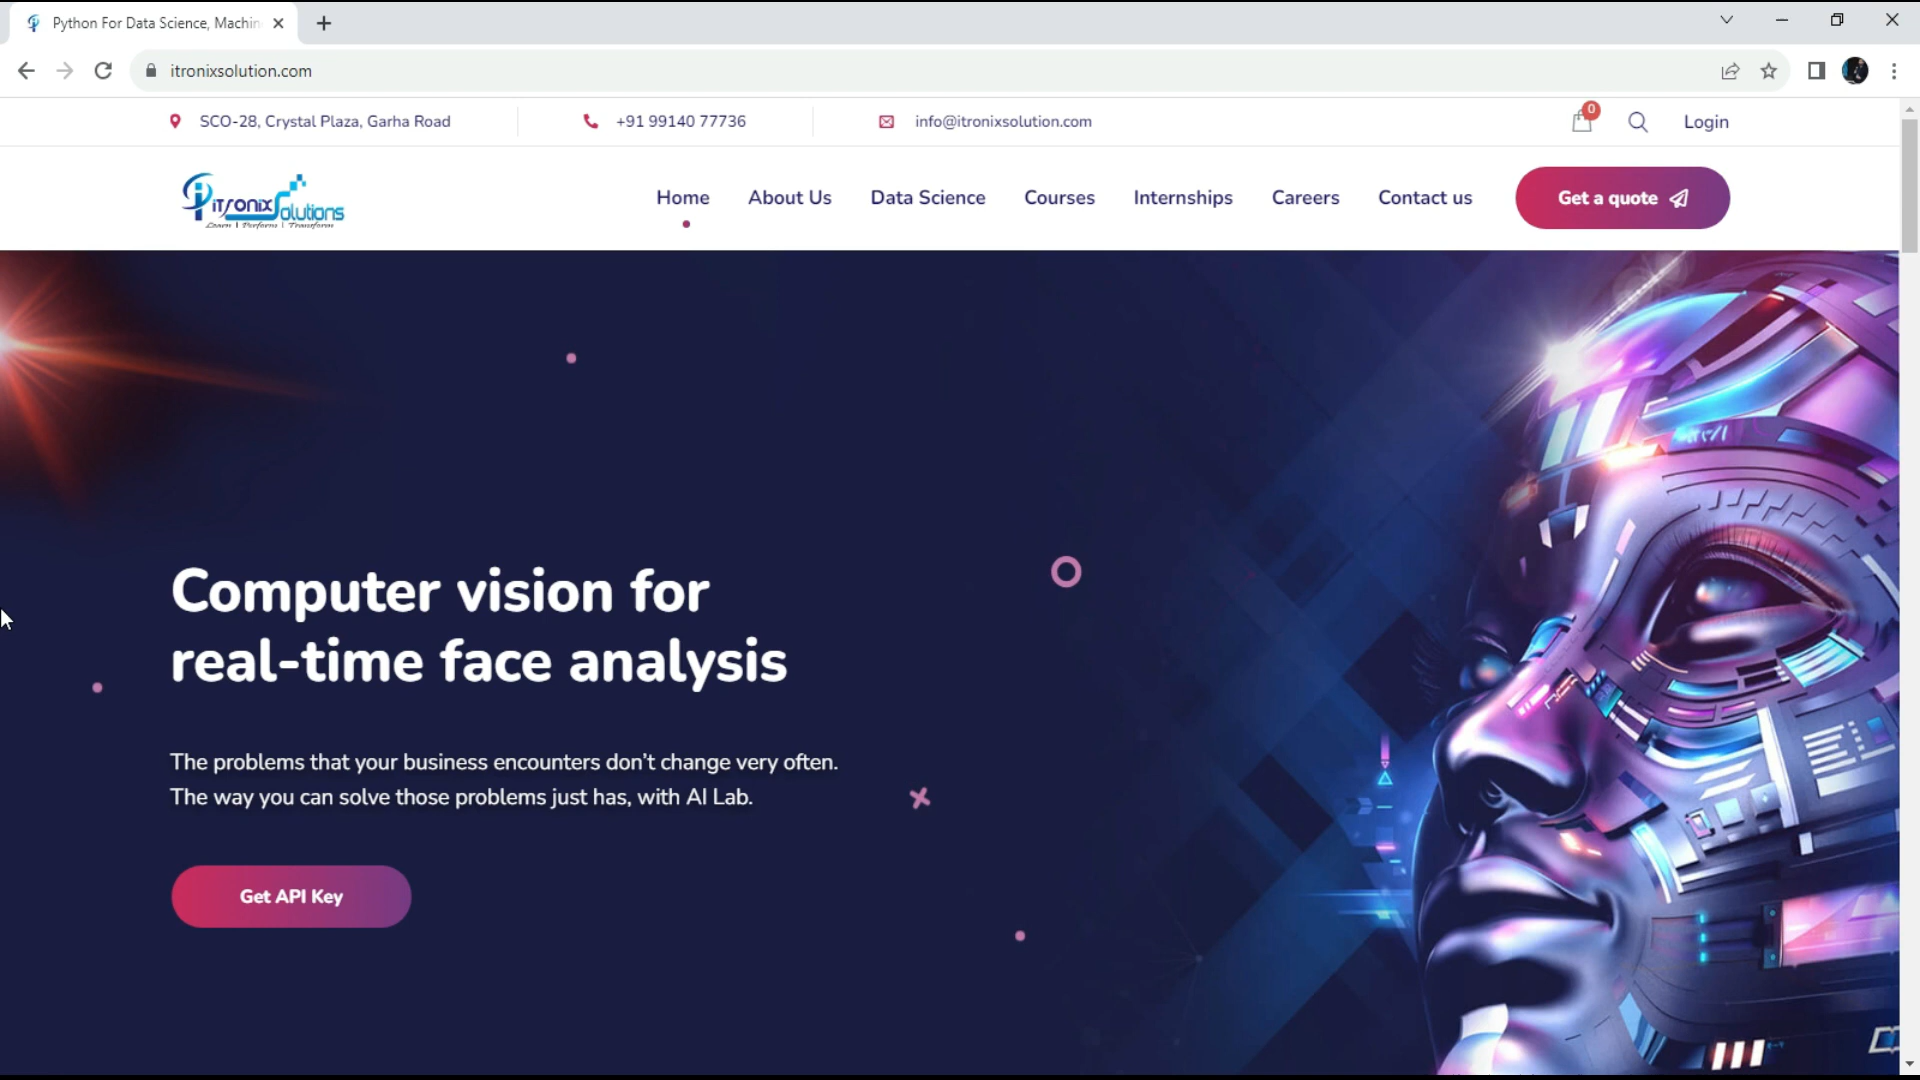 Python For Data Science, Machin
itronixsolution.com
SCO-28, Crystal Plaza, Garha Road
+91 99140 77736
info@itronixsolution.com
0
Login
itronix Solutions
Learn | Perform | Transform
Home
About Us
Data Science
Courses
Internships
Careers
Contact us
Get a quote
Computer vision for
real-time face analysis
The problems that your business encounters don't change very often.
The way you can solve those problems just has, with AI Lab.
Get API Key